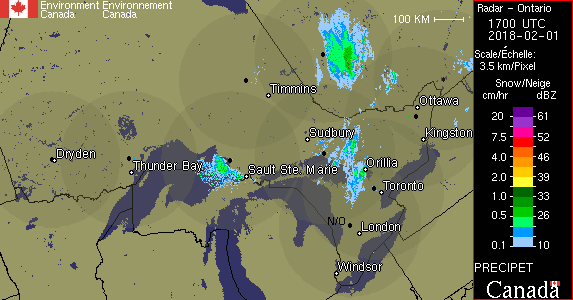 Environment Environnement
Canada Canada
100 KM
Radar - Ontario
1700 UTC
2018-02-01
Scale/Échelle:
3.5 km/Pixel
Snow/Neige
cm/hr dBZ
20 61
7.5 52
4.0 46
2.0 39
1.0 33
0.5 26
0.1 10
PRECIPET
Canada
Timmins
Ottawa
Sudbury
Kingston
Dryden
Thunder Bay
Sault Ste. Marie
Orillia
Toronto
N/O
London
Windsor